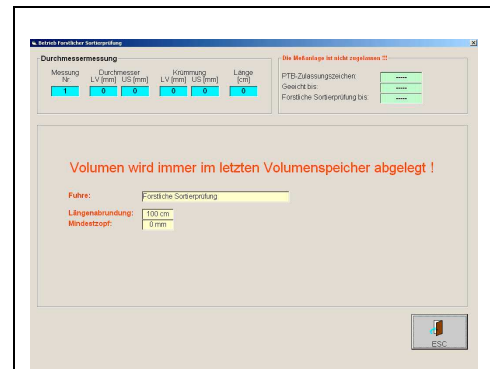 Betrieb Forstlicher Sortierprüfung
Durchmessermessung
Messung Durchmesser Krümmung Länge
Nr. LV [mm] US [mm] LV [mm] US [mm] [cm]
1 0 0 0 0 0
Die Meßanlage ist nicht zugelassen !!!
PTB-Zulassungszeichen: -----
Geeicht bis: -----
Forstliche Sortierprüfung bis: -----
Volumen wird immer im letzten Volumenspeicher abgelegt !
Fuhre: Forstliche Sortierprüfung
Längenabrundung: 100 cm
Mindestzopf: 0 mm
ESC